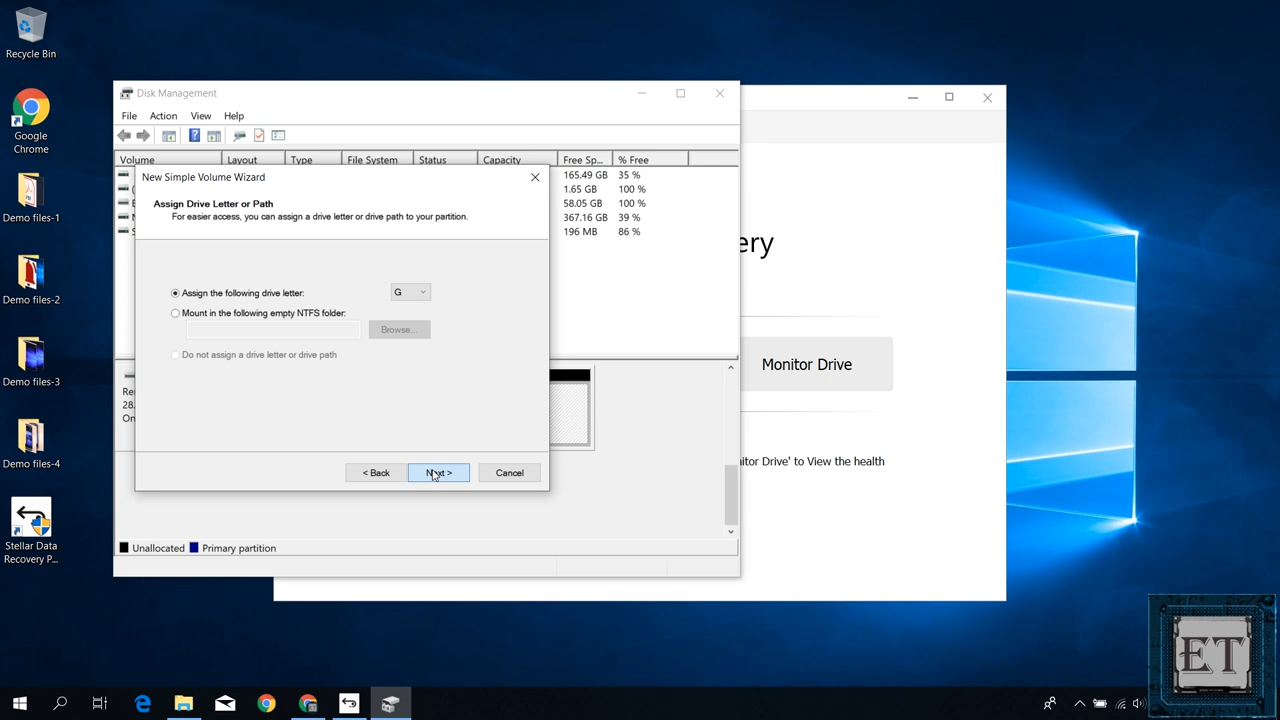 Recycle Bin
Google
Chrome
Demo files-1
Demo files-2
Demo files-3
Demo files-4
Stellar Data
Recovery P...
Disk Management
File Action View Help
Volume Layout Type File System Status Capacity Free Sp... % Free
165.49 GB 35 %
1.65 GB 100 %
58.05 GB 100 %
367.16 GB 39 %
196 MB 86 %
New Simple Volume Wizard
Assign Drive Letter or Path
For easier access, you can assign a drive letter or drive path to your partition.
Assign the following drive letter: G
Mount in the following empty NTFS folder:
Browse...
Do not assign a drive letter or drive path
< Back Next > Cancel
Re
28.
On
Unallocated Primary partition
ery
Monitor Drive
itor Drive' to View the health
ET